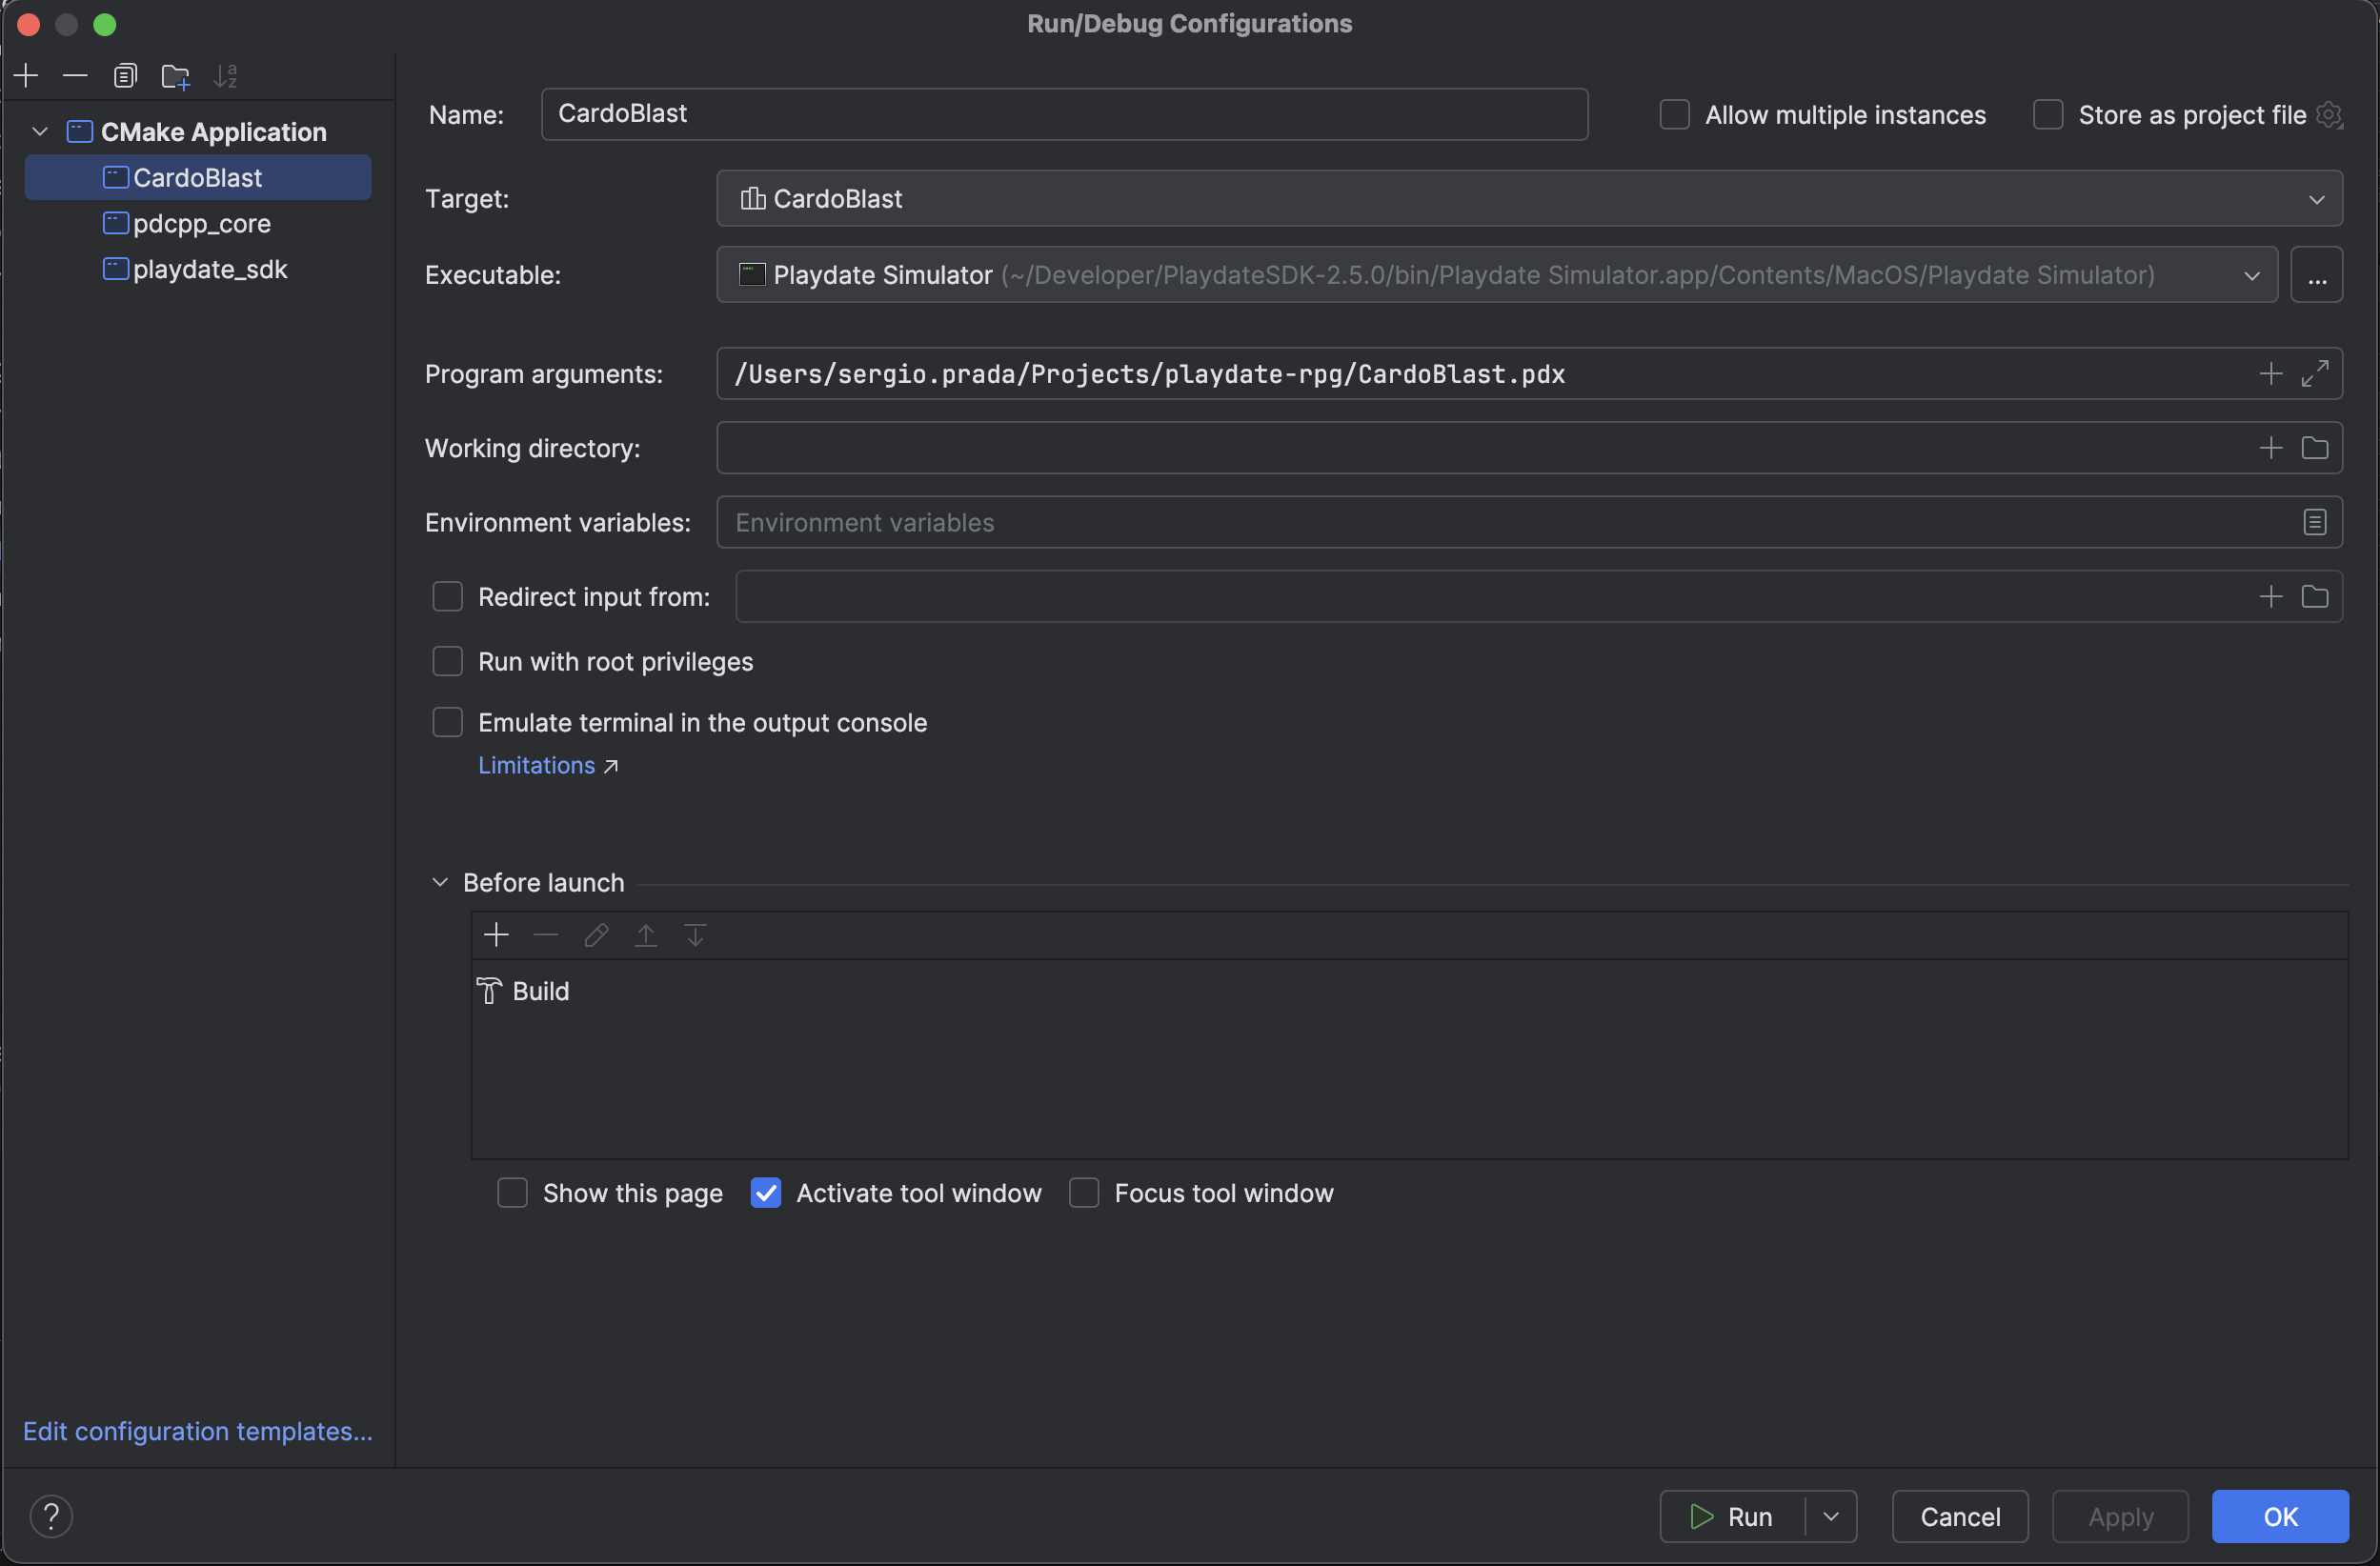 Run/Debug Configurations
CMake Application
CardoBlast
pdcpp_core
playdate_sdk
Edit configuration templates...
Name: CardoBlast Allow multiple instances Store as project file
Target: CardoBlast
Executable: Playdate Simulator (~/Developer/PlaydateSDK-2.5.0/bin/Playdate Simulator.app/Contents/MacOS/Playdate Simulator) ...
Program arguments: /Users/sergio.prada/Projects/playdate-rpg/CardoBlast.pdx
Working directory:
Environment variables: Environment variables
Redirect input from:
Run with root privileges
Emulate terminal in the output console
Limitations ↗
Before launch
Build
Show this page Activate tool window Focus tool window
? Run Cancel Apply OK